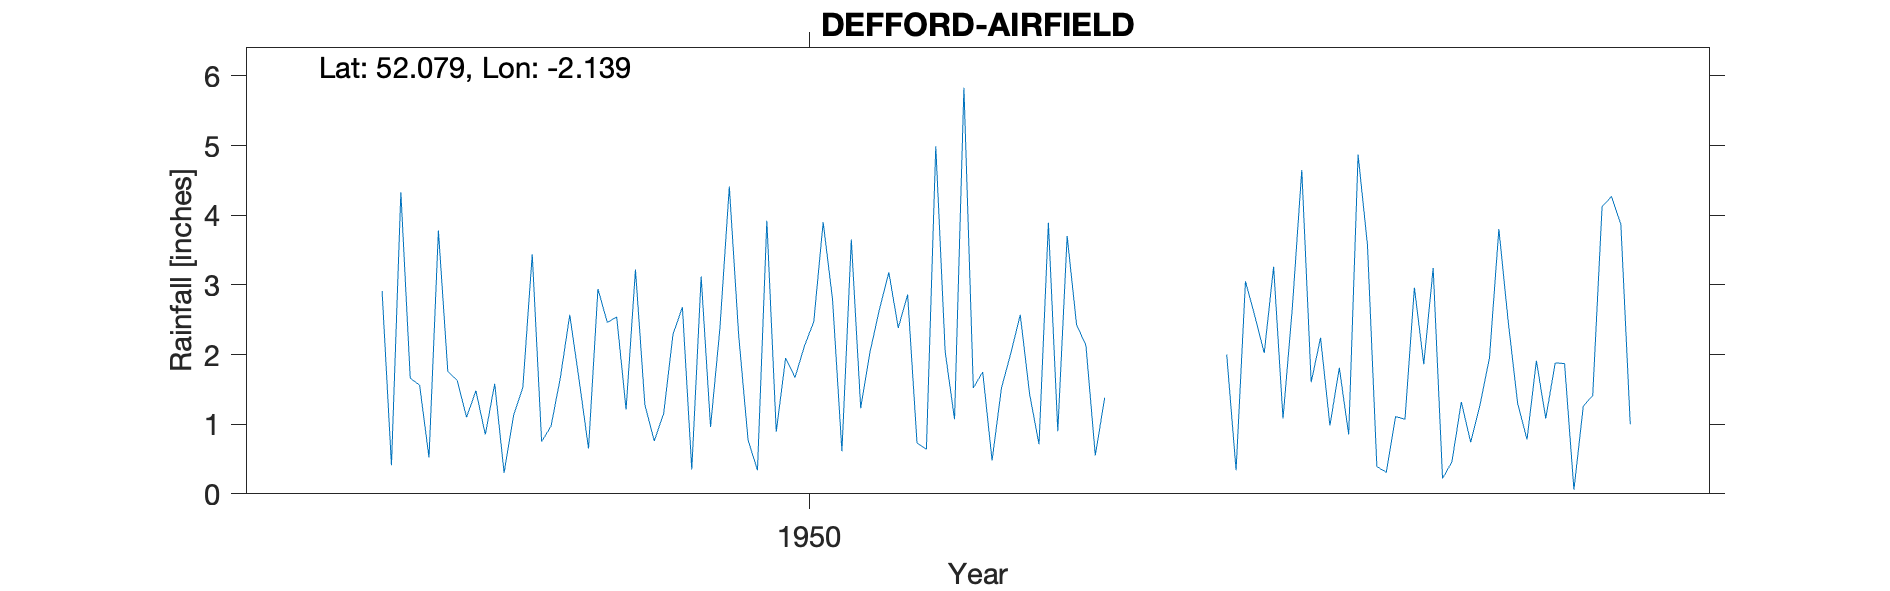 DEFFORD-AIRFIELD
Lat: 52.079, Lon: -2.139
6
5
4
3
2
1
0
Rainfall [inches]
1950
Year